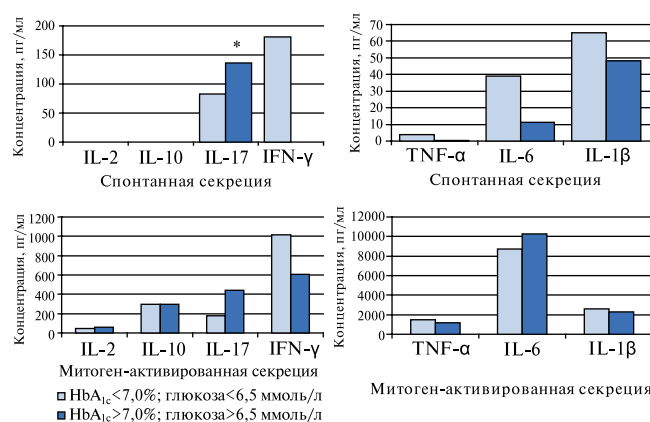 Концентрация, пг/мл
200
150
100
50
0
*
IL-2 IL-10 IL-17 IFN-γ
Спонтанная секреция
Концентрация, пг/мл
70
60
50
40
30
20
10
0
TNF-α IL-6 IL-1β
Спонтанная секреция
Концентрация, пг/мл
1200
1000
800
600
400
200
0
IL-2 IL-10 IL-17 IFN-γ
Митоген-активированная секреция
Концентрация, пг/мл
12000
10000
8000
6000
4000
2000
0
TNF-α IL-6 IL-1β
Митоген-активированная секреция
HbA1c<7,0%; глюкоза<6,5 ммоль/л
HbA1c>7,0%; глюкоза>6,5 ммоль/л